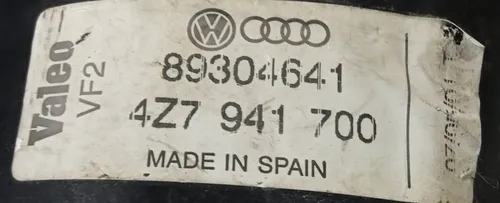 Valeo
VF2
89304641
4Z7 941 700
MADE IN SPAIN